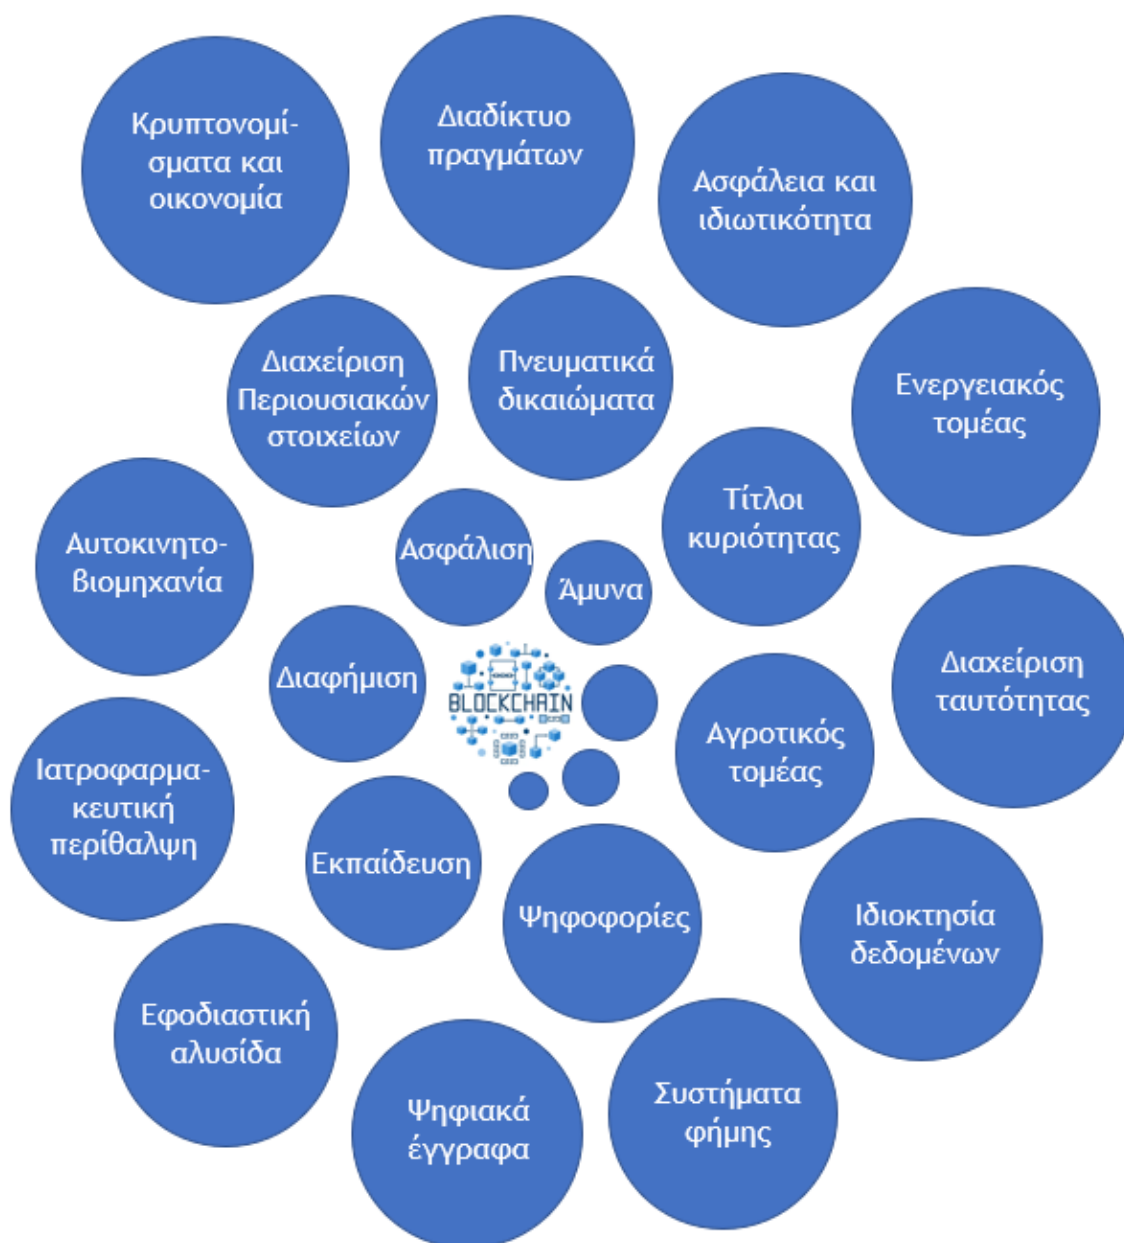 Κρυπτονομί-
σματα και
οικονομία
Διαδίκτυο
πραγμάτων
Ασφάλεια και
ιδιωτικότητα
Διαχείριση
Περιουσιακών
στοιχείων
Πνευματικά
δικαιώματα
Ενεργειακός
τομέας
Τίτλοι
κυριότητας
Αυτοκινητο-
βιομηχανία
Ασφάλιση
Άμυνα
Διαφήμιση
BLOCKCHAIN
Διαχείριση
ταυτότητας
Αγροτικός
τομέας
Ιατροφαρμα-
κευτική
περίθαλψη
Εκπαίδευση
Ψηφοφορίες
Ιδιοκτησία
δεδομένων
Εφοδιαστική
αλυσίδα
Ψηφιακά
έγγραφα
Συστήματα
φήμης